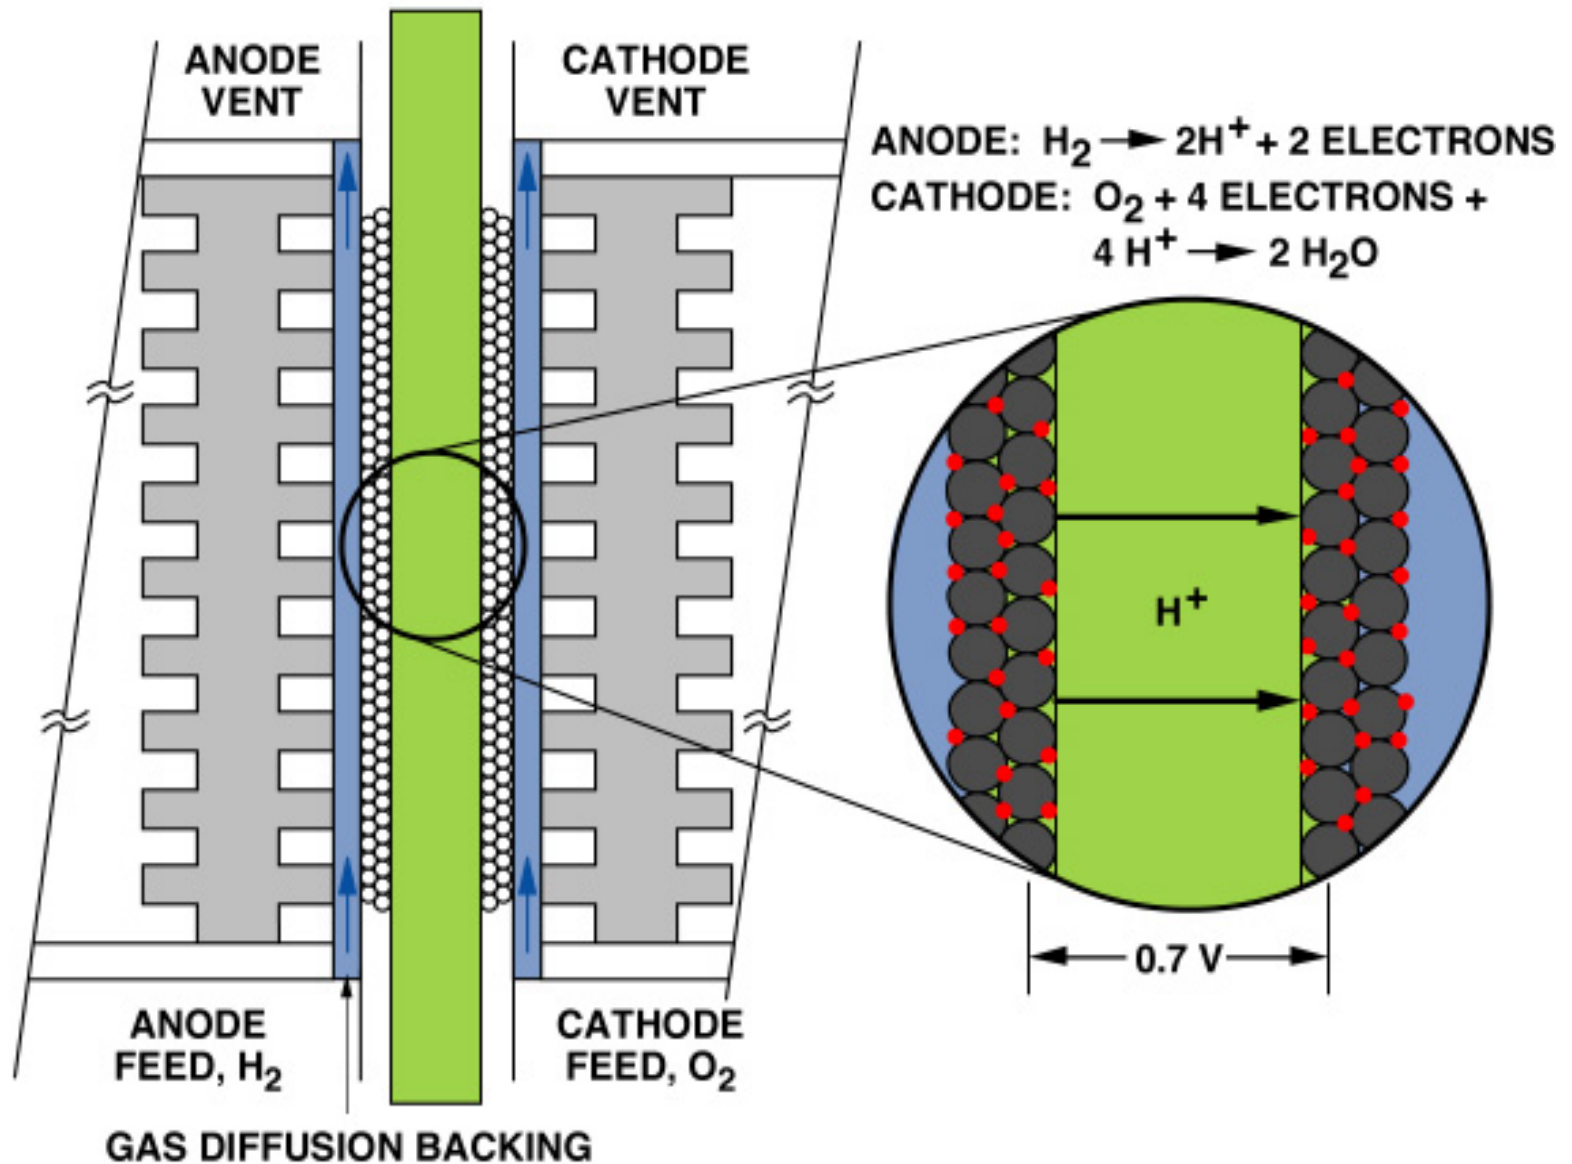 ANODE
VENT
CATHODE
VENT
ANODE: H₂ → 2H⁺ + 2 ELECTRONS
CATHODE: O₂ + 4 ELECTRONS +
4 H⁺ → 2 H₂O
H⁺
0.7 V
ANODE
FEED, H₂
CATHODE
FEED, O₂
GAS DIFFUSION BACKING